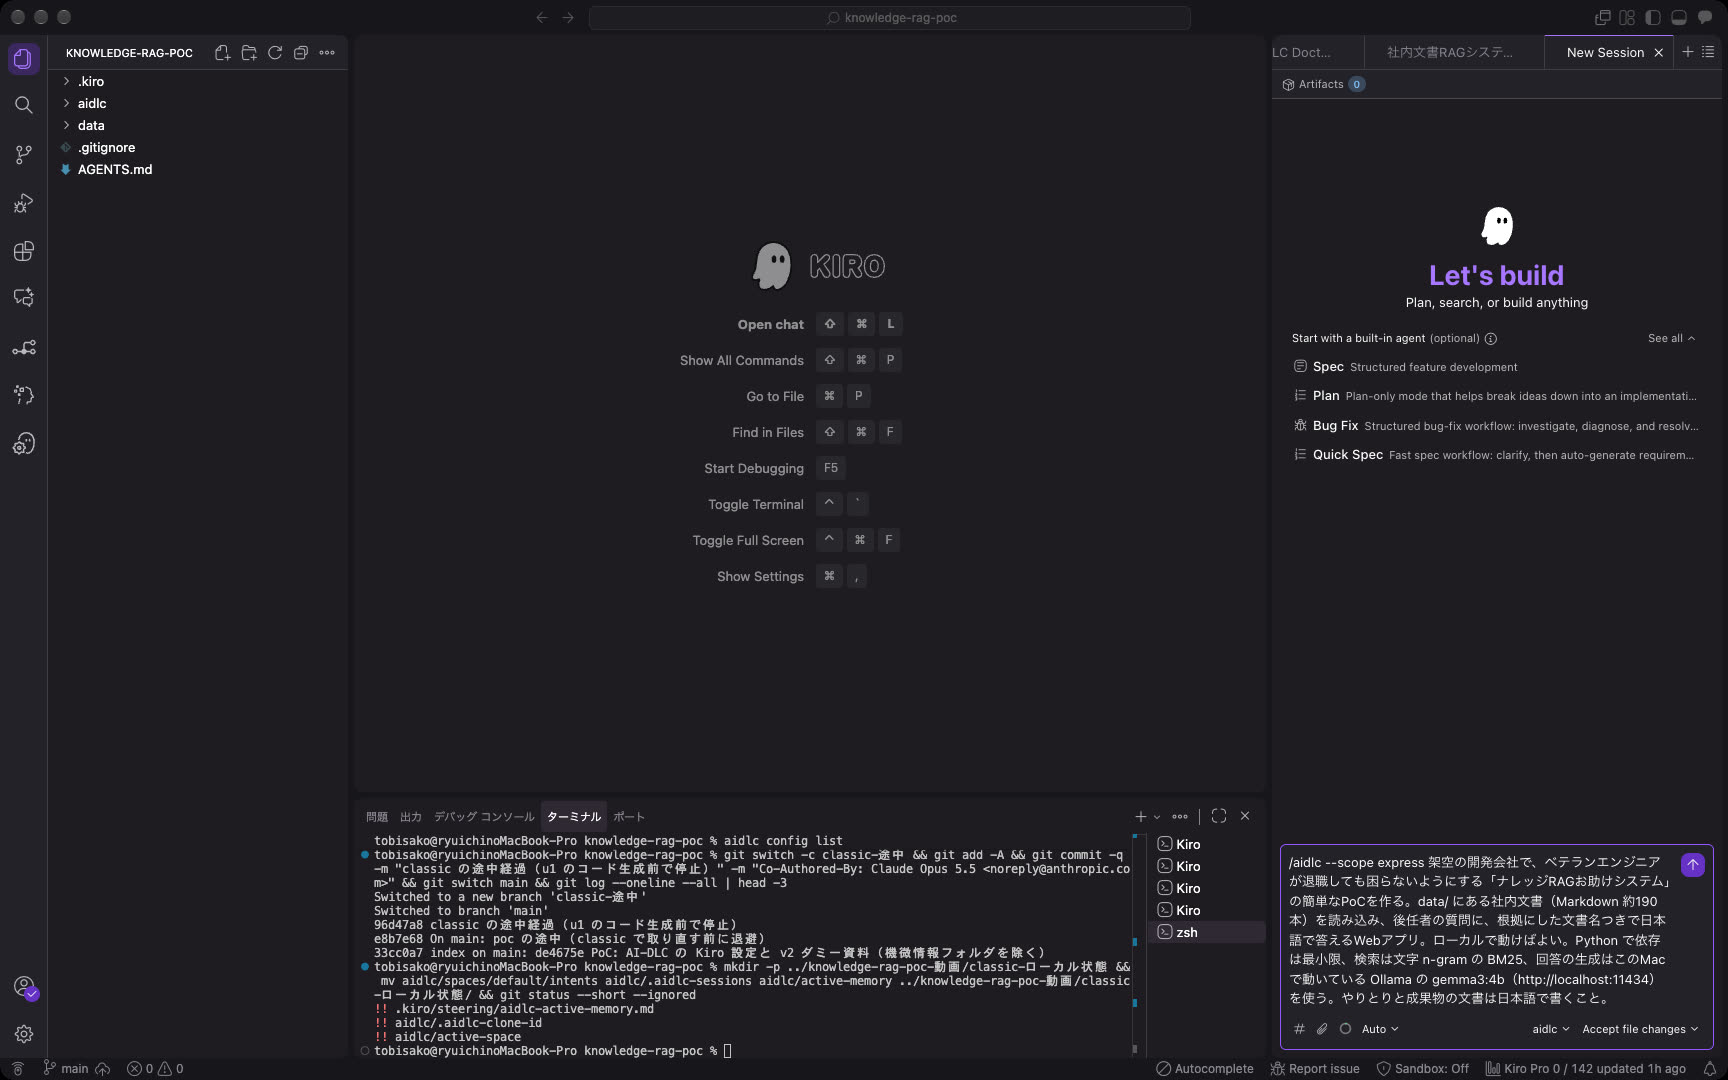 knowledge-rag-poc
KNOWLEDGE-RAG-POC
.kiro
aidlc
data
.gitignore
AGENTS.md
KIRO
Open chat ⇧ ⌘ L
Show All Commands ⇧ ⌘ P
Go to File ⌘ P
Find in Files ⇧ ⌘ F
Start Debugging F5
Toggle Terminal ^ `
Toggle Full Screen ^ ⌘ F
Show Settings ⌘ ,
問題 出力 デバッグ コンソール ターミナル ポート
tobisako@ryuichinoMacBook-Pro knowledge-rag-poc % aidlc config list
tobisako@ryuichinoMacBook-Pro knowledge-rag-poc % git switch -c classic-途中 && git add -A && git commit -q
-m "classic の途中経過（u1 のコード生成前で停止）" -m "Co-Authored-By: Claude Opus 5.5 <noreply@anthropic.co
m>" && git switch main && git log --oneline --all | head -3
Switched to a new branch 'classic-途中'
Switched to branch 'main'
96d47a8 classic の途中経過（u1 のコード生成前で停止）
e8b7e68 On main: poc の途中（classic で取り直す前に退避）
33cc0a7 index on main: de4675e PoC: AI-DLC の Kiro 設定と v2 ダミー資料（機微情報フォルダを除く）
tobisako@ryuichinoMacBook-Pro knowledge-rag-poc % mkdir -p ../knowledge-rag-poc-動画/classic-ローカル状態 &&
mv aidlc/spaces/default/intents aidlc/.aidlc-sessions aidlc/active-memory ../knowledge-rag-poc-動画/classic
-ローカル状態/ && git status --short --ignored
!! .kiro/steering/aidlc-active-memory.md
!! aidlc/.aidlc-clone-id
!! aidlc/active-space
tobisako@ryuichinoMacBook-Pro knowledge-rag-poc %
Kiro
Kiro
Kiro
Kiro
zsh
LC Doct... 社内文書RAGシステ... New Session
Artifacts 0
Let's build
Plan, search, or build anything
Start with a built-in agent (optional) See all
Spec Structured feature development
Plan Plan-only mode that helps break ideas down into an implementati...
Bug Fix Structured bug-fix workflow: investigate, diagnose, and resolv...
Quick Spec Fast spec workflow: clarify, then auto-generate requirem...
/aidlc --scope express 架空の開発会社で、ベテランエンジニア
が退職しても困らないようにする「ナレッジRAGお助けシステム」
の簡単なPoCを作る。data/ にある社内文書（Markdown 約190
本）を読み込み、後任者の質問に、根拠にした文書名つきで日本
語で答えるWebアプリ。ローカルで動けばよい。Python で依存
は最小限、検索は文字 n-gram の BM25、回答の生成はこのMac
で動いている Ollama の gemma3:4b（http://localhost:11434）
を使う。やりとりと成果物の文書は日本語で書くこと。
# Auto aidlc Accept file changes
main 0 0 Autocomplete Report issue Sandbox: Off Kiro Pro 0 / 142 updated 1h ago